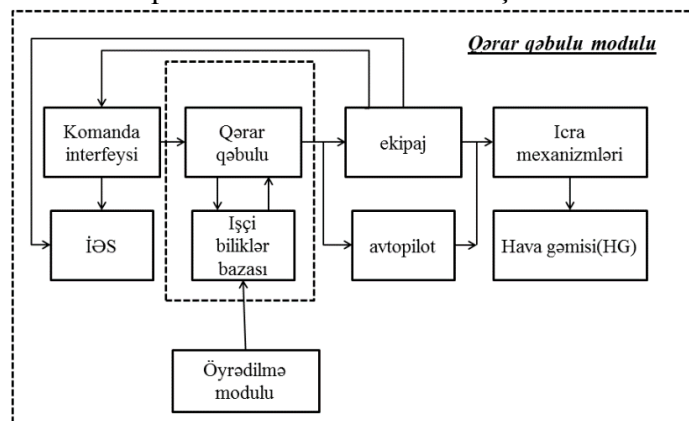 Qərar qəbulu modulu
Komanda
interfeysi
Qərar
qəbulu
ekipaj
Icra
mexanizmləri
İƏS
Işçi
biliklər
bazası
avtopilot
Hava gəmisi(HG)
Öyrədilmə
modulu